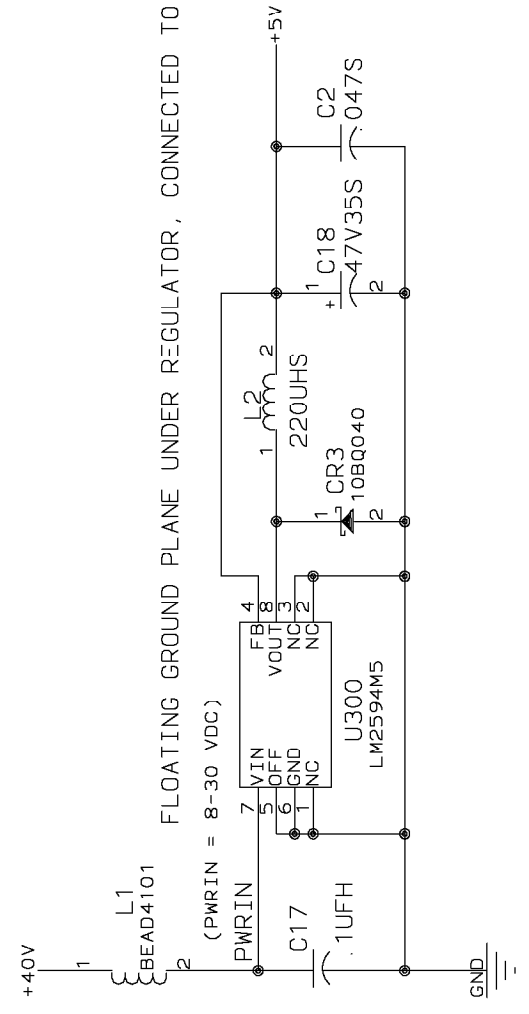 FLOATING GROUND PLANE UNDER REGULATOR, CONNECTED TO
+40V
1
L1
BEAD4101
2
(PWRIN = 8-30 VDC)
PWRIN
C17
.1UFH
GND
7 VIN
5 OFF
6 GND
1 NC
FB 4
VOUT 8
NC 3
NC 2
U300
LM2594M5
1
CR3
10BQ040
2
1
L2
2
220UHS
1
+
C18
47V35S
2
C2
.047S
+5V